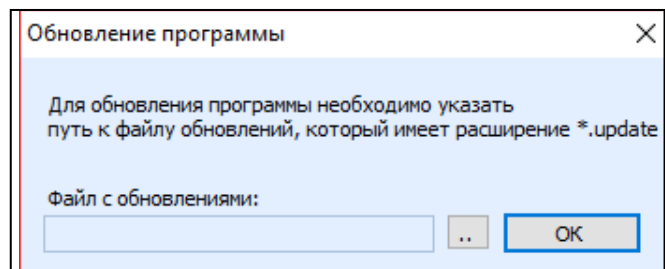 Обновление программы
Для обновления программы необходимо указать
путь к файлу обновлений, который имеет расширение *.update
Файл с обновлениями:
.. OK